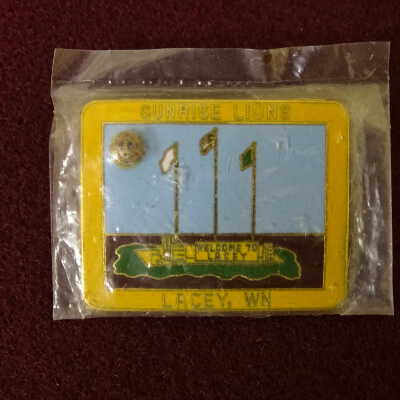 SUNRISE LIONS
WELCOME TO
LACEY
LACEY, WN